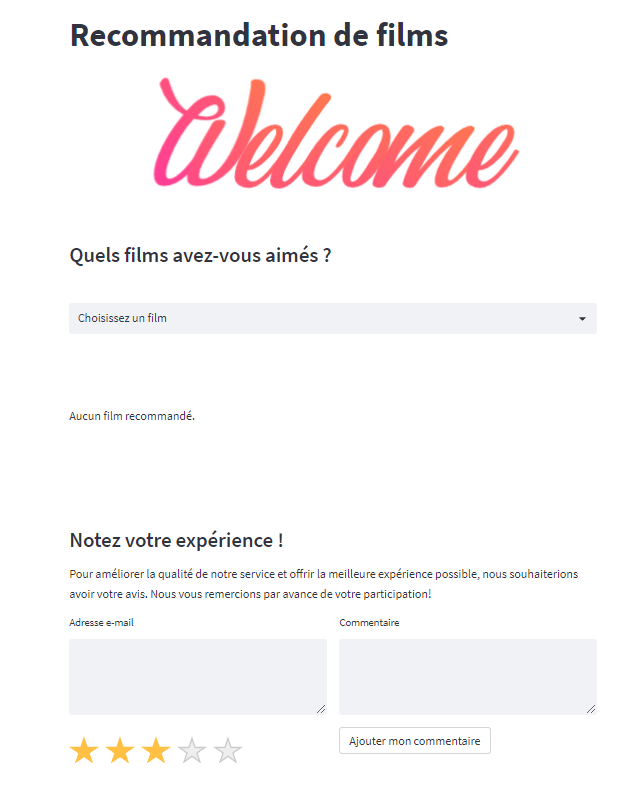 Recommandation de films
Welcome
Quels films avez-vous aimés ?
Choisissez un film
Aucun film recommandé.
Notez votre expérience !
Pour améliorer la qualité de notre service et offrir la meilleure expérience possible, nous souhaiterions
avoir votre avis. Nous vous remercions par avance de votre participation!
Adresse e-mail
Commentaire
Ajouter mon commentaire